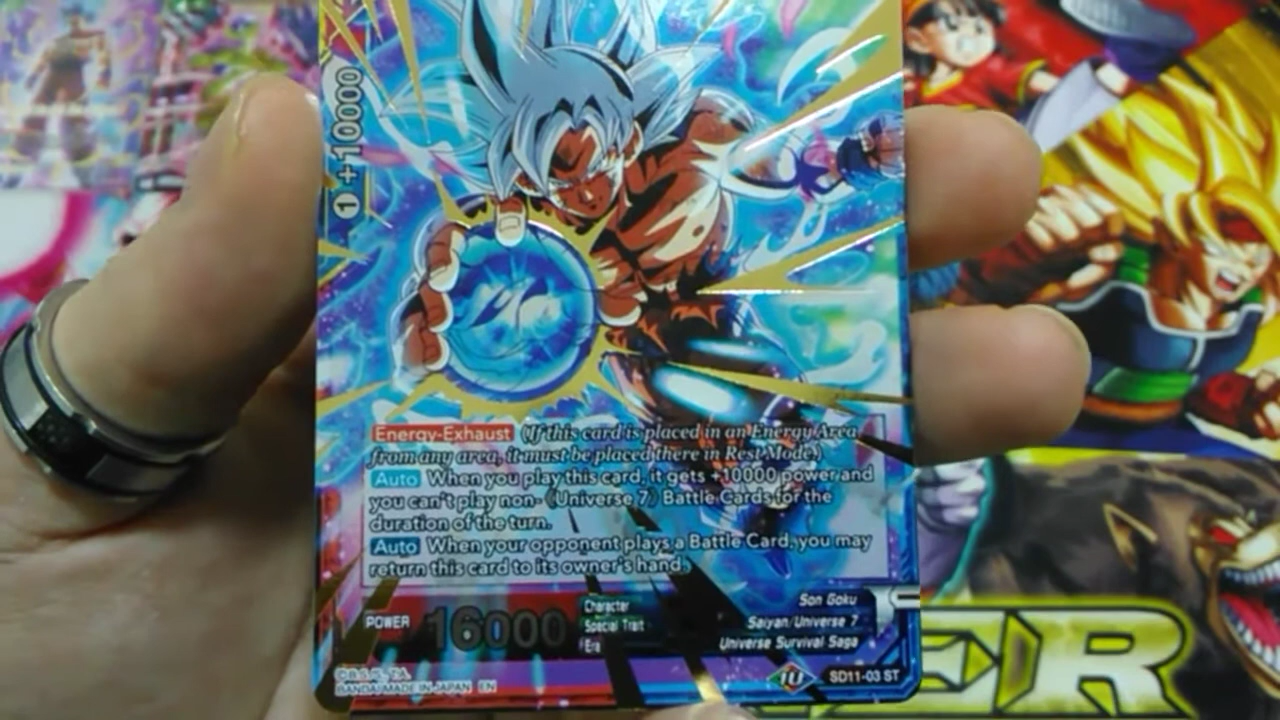 1 +10000
Energy-Exhaust (If this card is placed in an Energy Area
from any area, it must be placed there in Rest Mode.)
Auto When you play this card, it gets +10000 power and
you can't play non-《Universe 7》 Battle Cards for the
duration of the turn.
Auto When your opponent plays a Battle Card, you may
return this card to its owner's hand.
POWER 16000
Character Son Goku
Special Trait Saiyan/Universe 7
Era Universe Survival Saga
©B.S./S., T.A.
BANDAI/MADE IN JAPAN EN
1U SD11-03 ST
ER